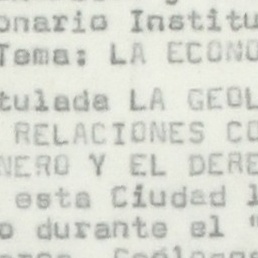 onario Institu
Tema: LA ECONO
tulada LA GEOL
RELACIONES CO
NERO Y EL DERE
esta Ciudad l
o durante el "